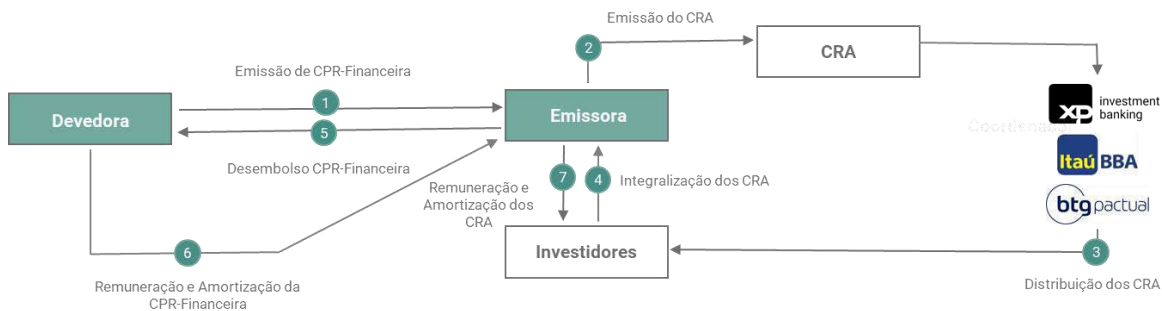 Emissão do CRA
2
CRA
Emissão de CPR-Financeira
1
Devedora
Emissora
5
Desembolso CPR-Financeira
xp investment
banking
Coordenador
Itaú BBA
btg pactual
7
4
Integralização dos CRA
Remuneração e
Amortização dos
CRA
6
Investidores
3
Remuneração e Amortização da
CPR-Financeira
Distribuição dos CRA